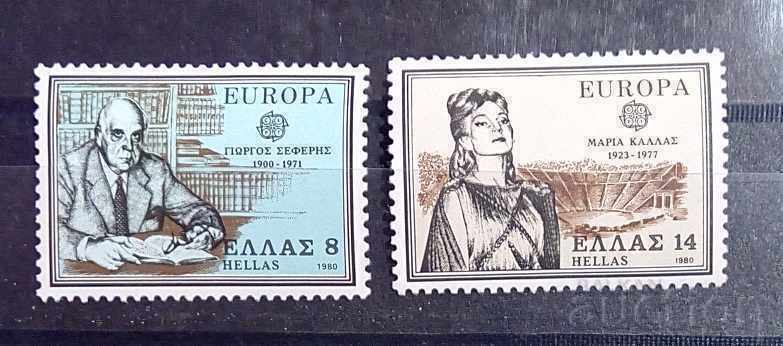 EUROPA
ΓΙΩΡΓΟΣ ΣΕΦΕΡΗΣ
1900 - 1971
ΕΛΛΑΣ 8
HELLAS 1980
EUROPA
ΜΑΡΙΑ ΚΑΛΛΑΣ
1923 - 1977
ΕΛΛΑΣ 14
HELLAS 1980